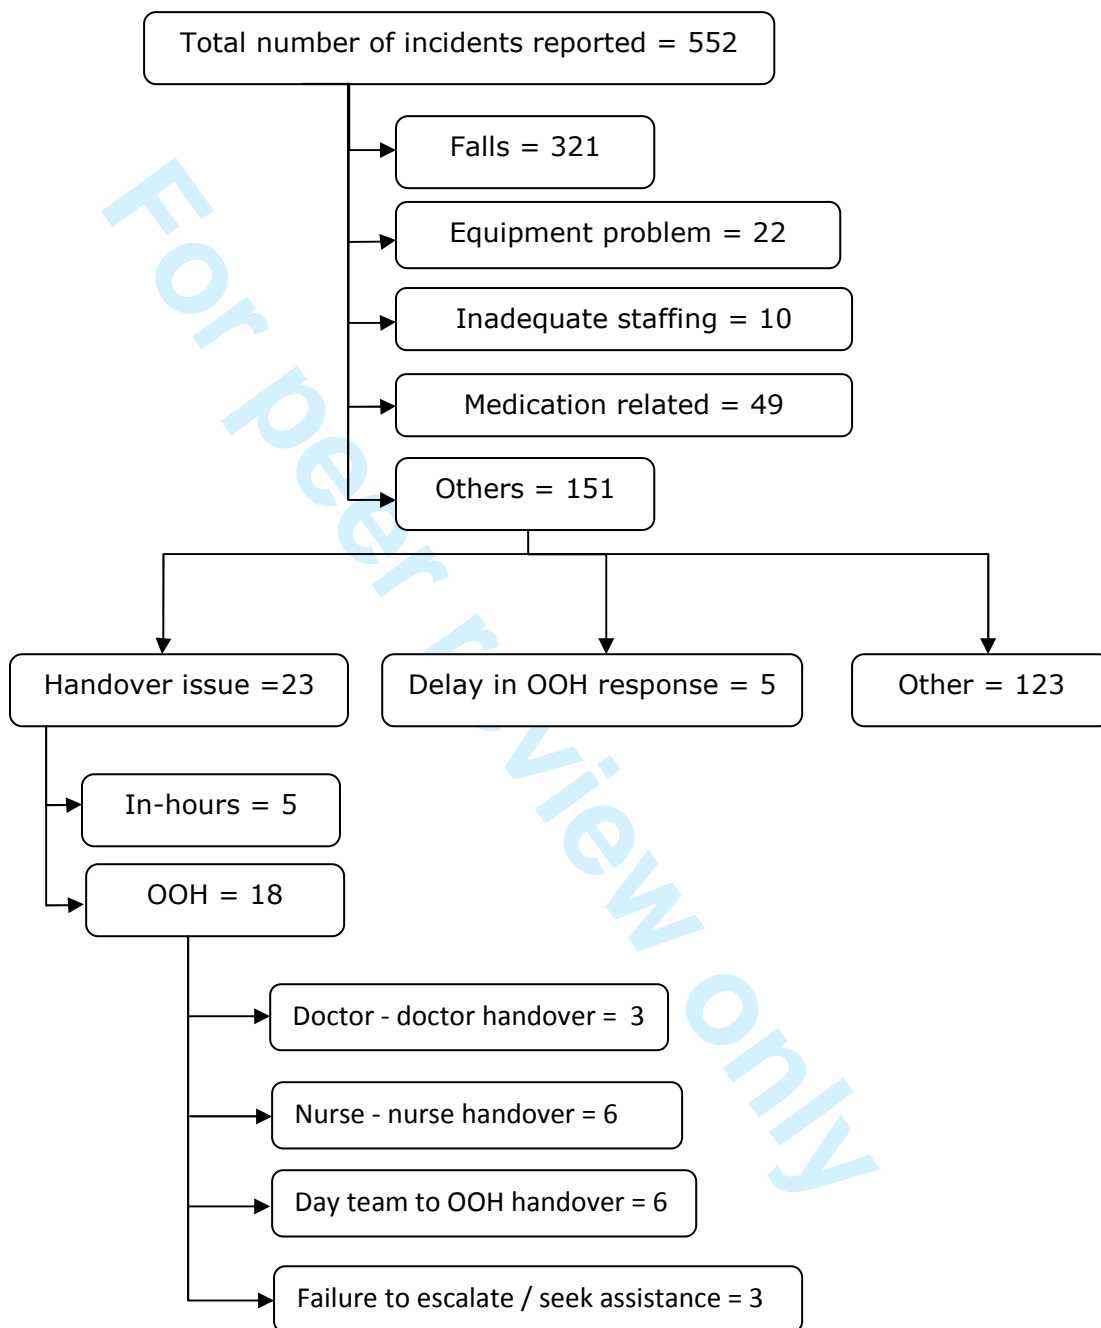 Total number of incidents reported = 552
Falls = 321
Equipment problem = 22
Inadequate staffing = 10
Medication related = 49
Others = 151
Handover issue =23
Delay in OOH response = 5
Other = 123
In-hours = 5
OOH = 18
Doctor - doctor handover = 3
Nurse - nurse handover = 6
Day team to OOH handover = 6
Failure to escalate / seek assistance = 3
For peer review only